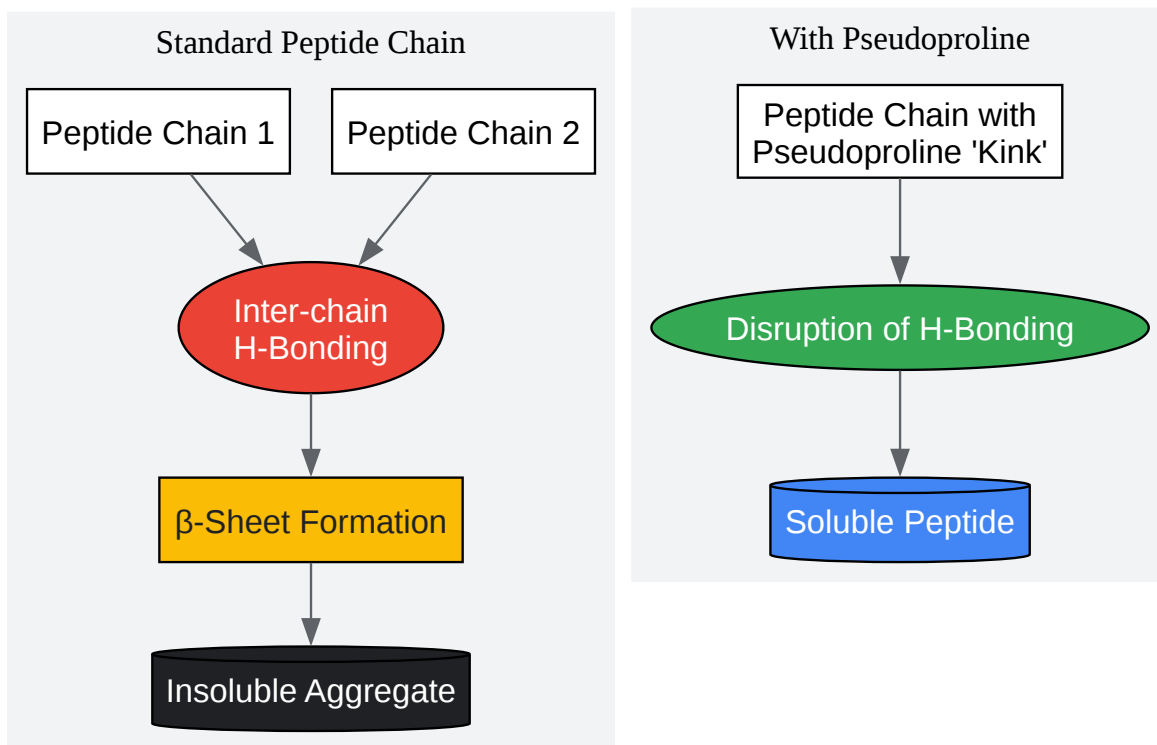 Standard Peptide Chain
Peptide Chain 1
Peptide Chain 2
Inter-chain
H-Bonding
β-Sheet Formation
Insoluble Aggregate
With Pseudoproline
Peptide Chain with
Pseudoproline 'Kink'
Disruption of H-Bonding
Soluble Peptide